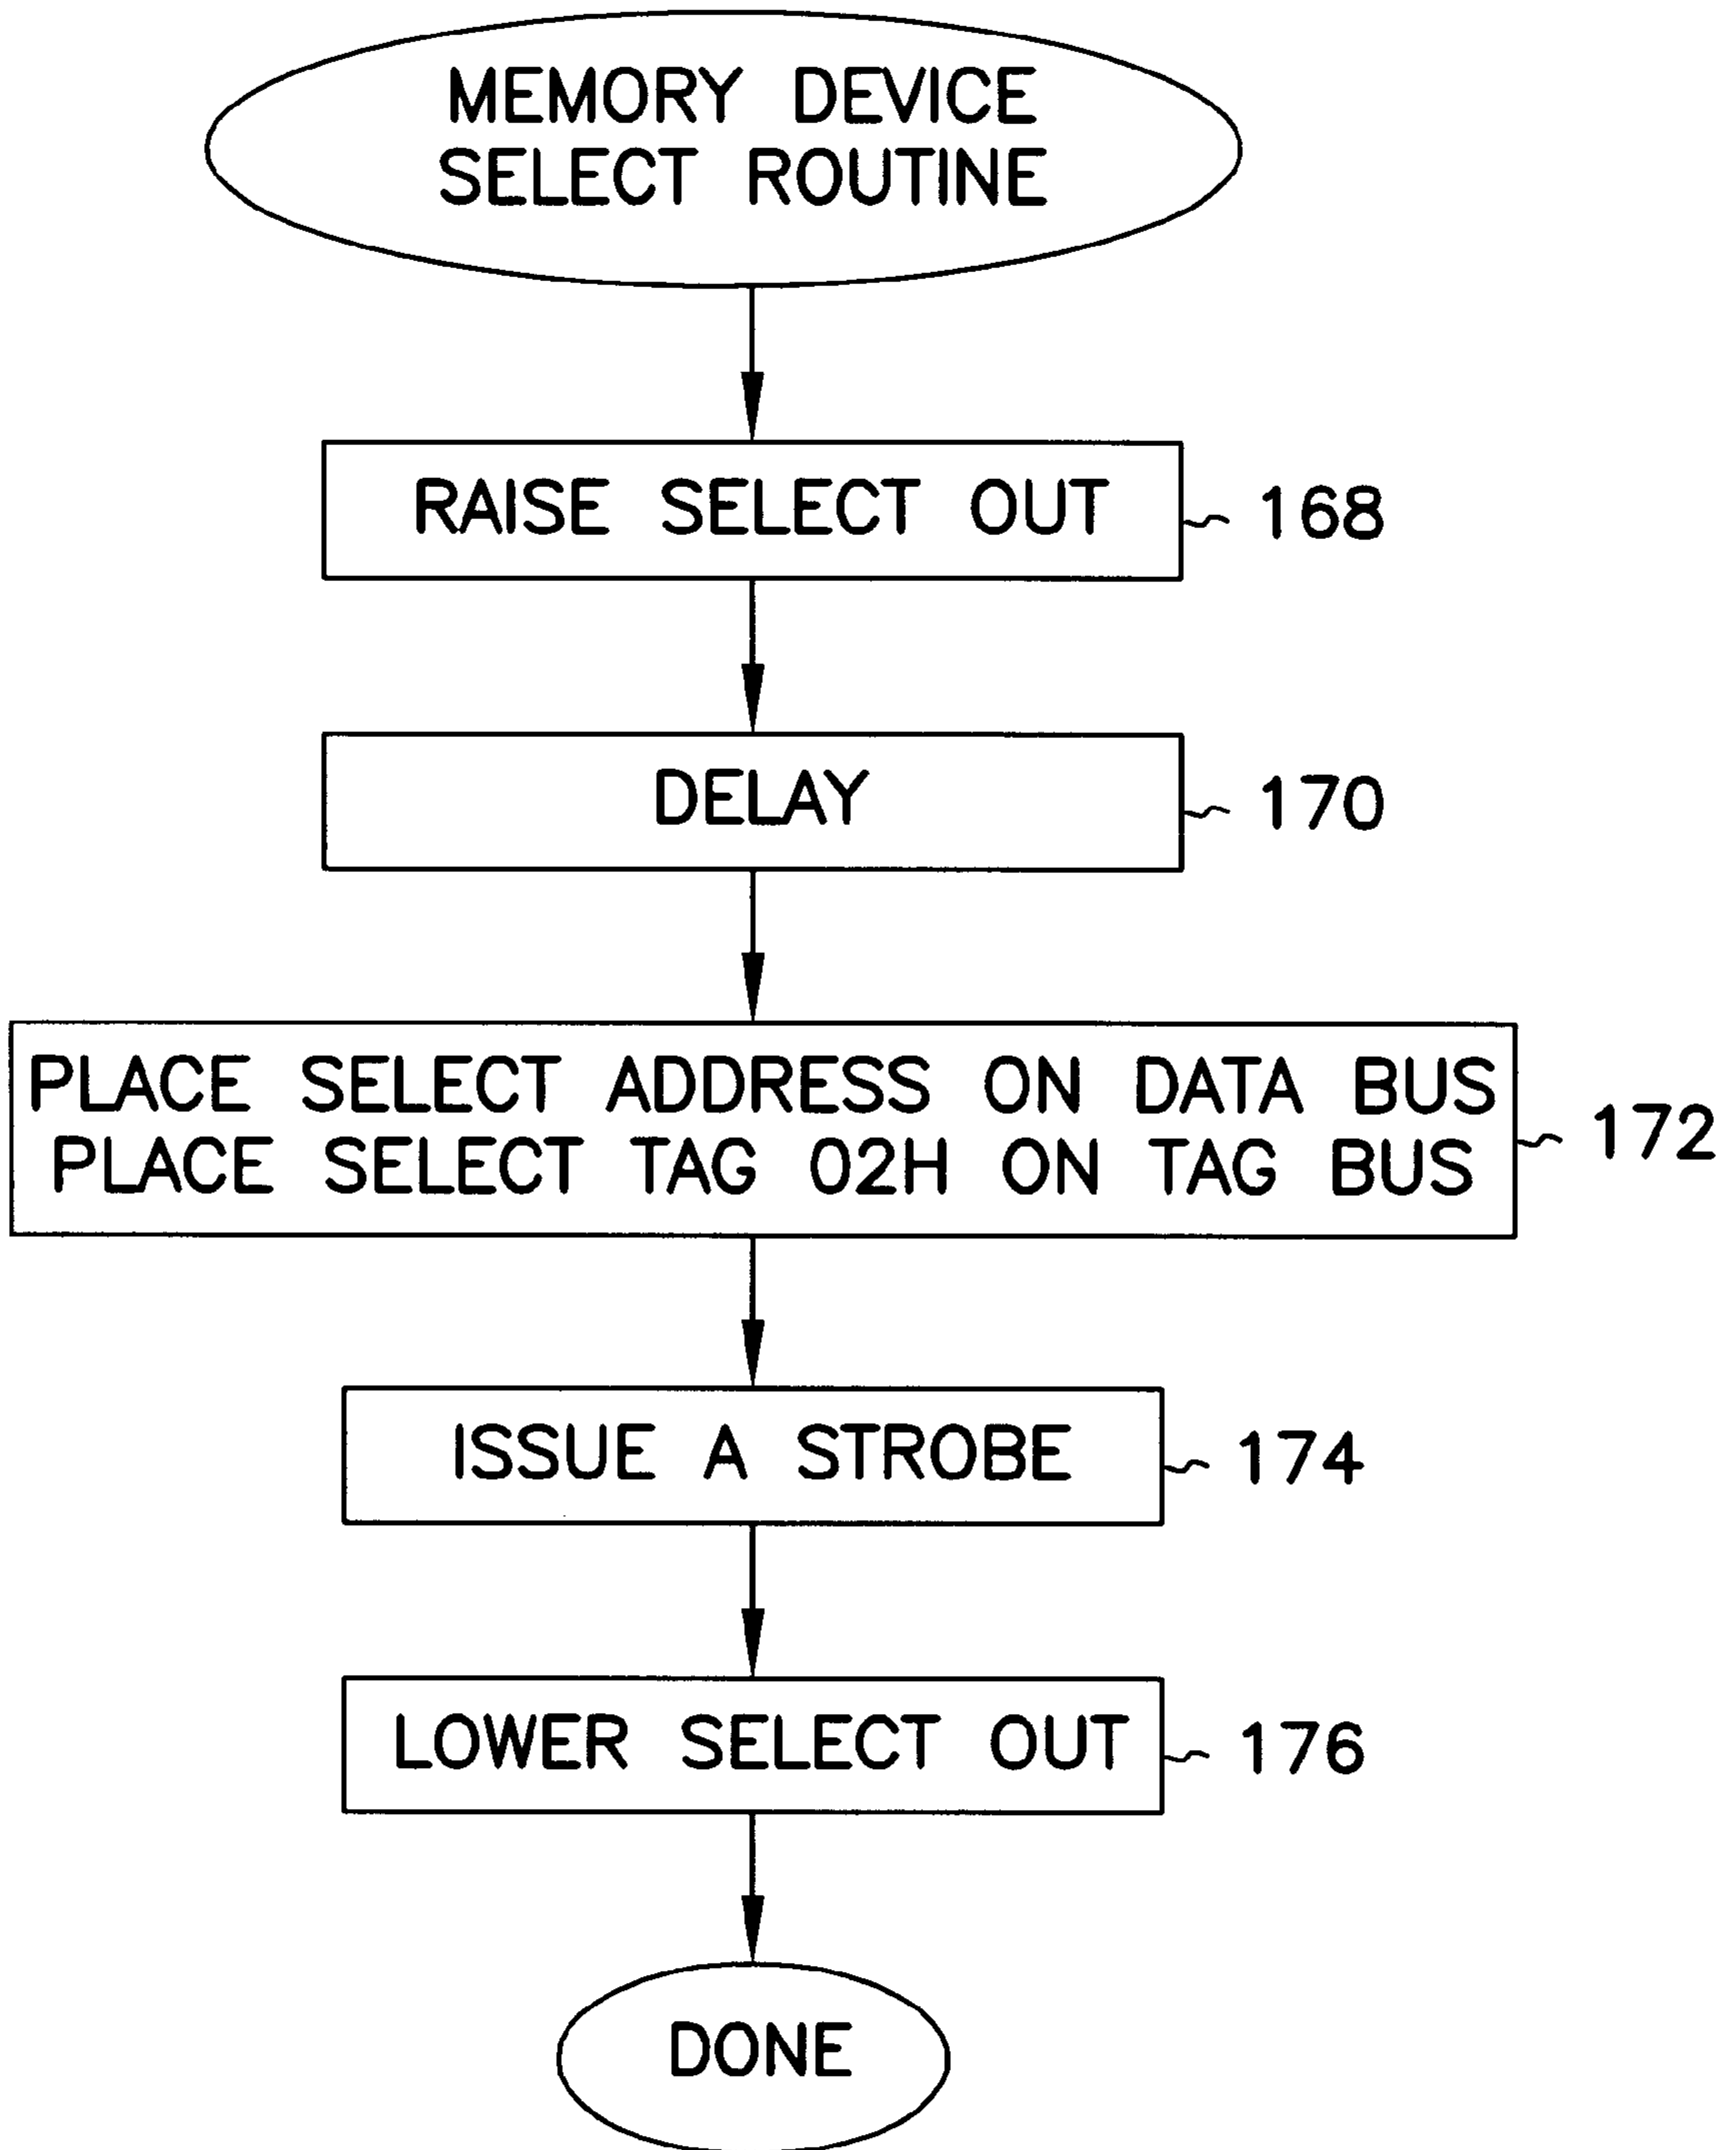 MEMORY DEVICE
SELECT ROUTINE
RAISE SELECT OUT
168
DELAY
170
PLACE SELECT ADDRESS ON DATA BUS
PLACE SELECT TAG 02H ON TAG BUS
172
ISSUE A STROBE
174
LOWER SELECT OUT
176
DONE